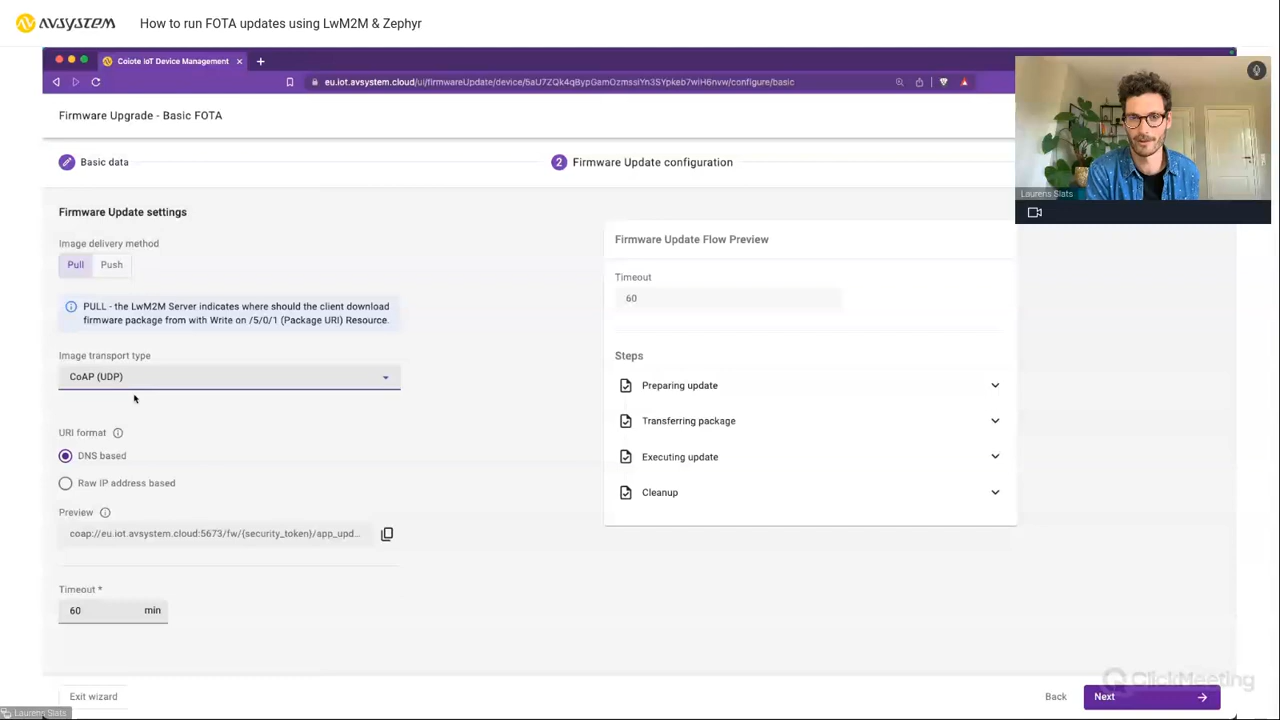 AVSYSTEM
How to run FOTA updates using LwM2M & Zephyr
Coiote IoT Device Management
eu.iot.avsystem.cloud/ui/firmwareUpdate/device/5aU7ZQk4qBypGamOzmssiYn3SYpkeb7wiH6nvw/configure/basic
Firmware Upgrade - Basic FOTA
Basic data
2 Firmware Update configuration
Laurens Slats
Firmware Update settings
Image delivery method
Pull Push
PULL - the LwM2M Server indicates where should the client download
firmware package from with Write on /5/0/1 (Package URI) Resource.
Image transport type
CoAP (UDP)
URI format
DNS based
Raw IP address based
Preview
coap://eu.iot.avsystem.cloud:5673/fw/{security_token}/app_upd...
Timeout *
60 min
Firmware Update Flow Preview
Timeout
60
Steps
Preparing update
Transferring package
Executing update
Cleanup
ClickMeeting
Exit wizard
Back
Next
Laurens Slats